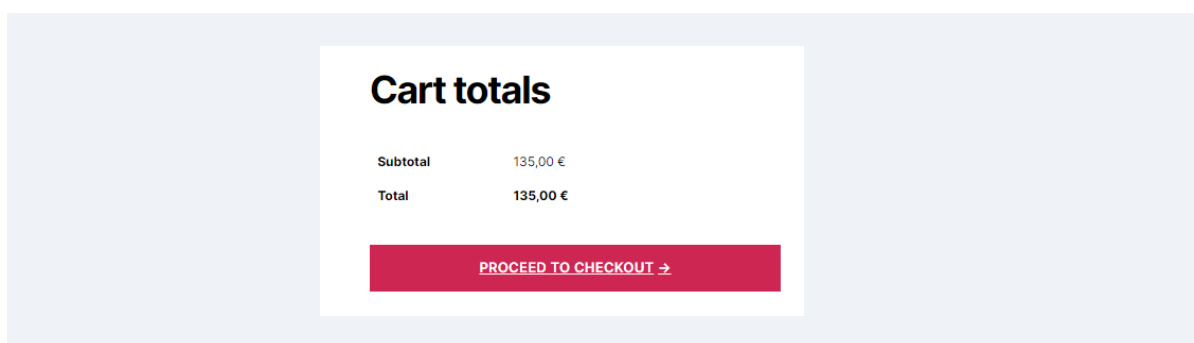 Cart totals
Subtotal 135,00 €
Total 135,00 €
PROCEED TO CHECKOUT →